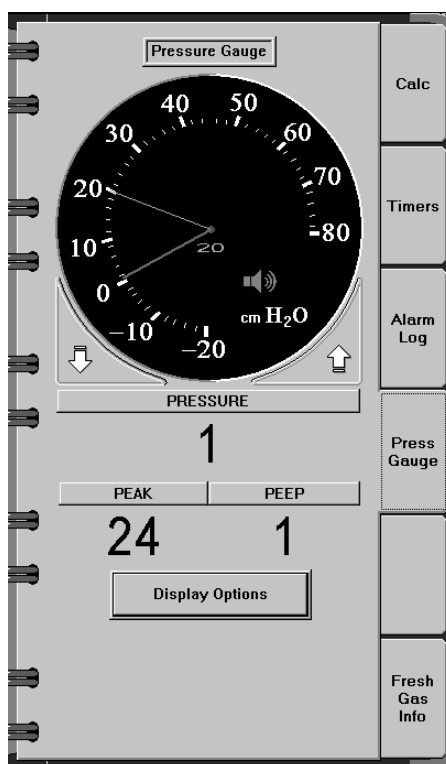 Pressure Gauge
40
50
30
60
20
70
10
80
20
0
cm H₂O
–10
–20
PRESSURE
1
PEAK
PEEP
24
1
Display Options
Calc
Timers
Alarm
Log
Press
Gauge
Fresh
Gas
Info